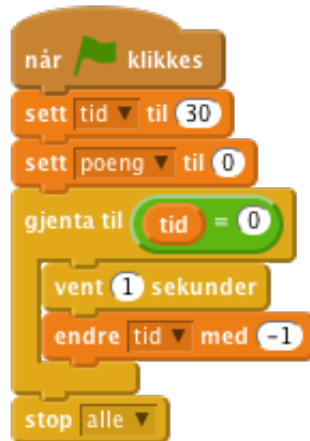 når klikkes
sett tid til 30
sett poeng til 0
gjenta til tid = 0
vent 1 sekunder
endre tid med -1
stop alle